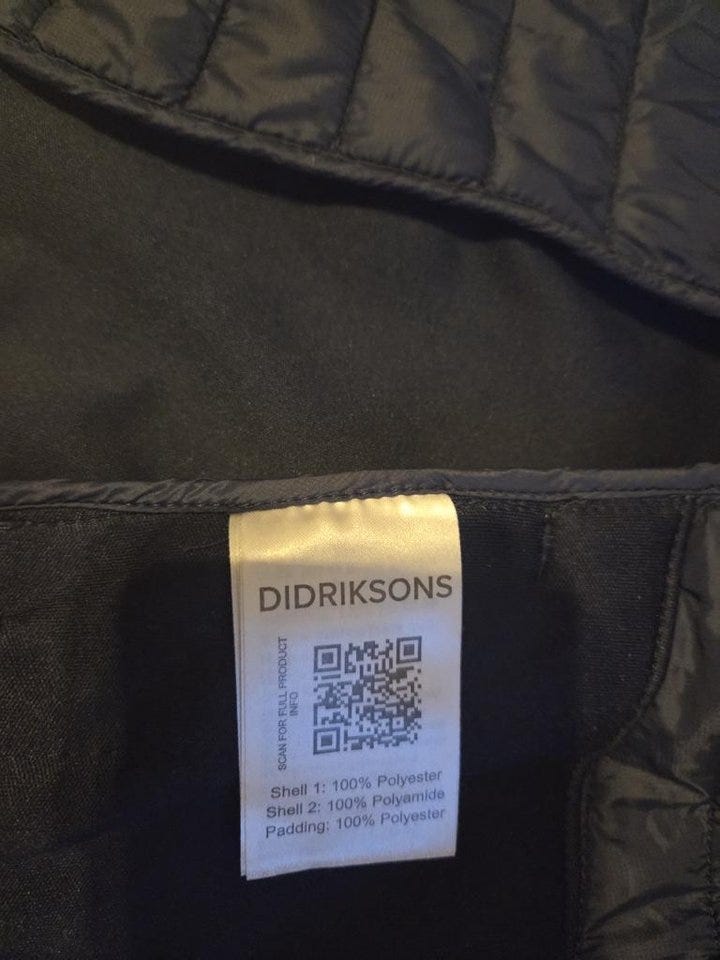 DIDRIKSONS
SCAN FOR FULL PRODUCT
INFO
Shell 1: 100% Polyester
Shell 2: 100% Polyamide
Padding: 100% Polyester